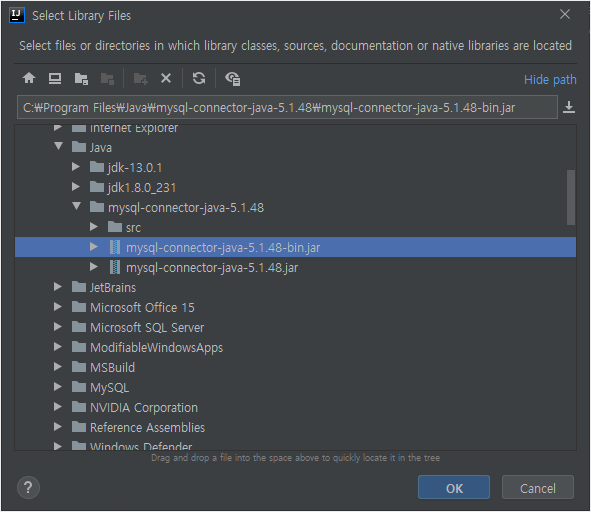 IJ
Select Library Files
Select files or directories in which library classes, sources, documentation or native libraries are located
Hide path
C:₩Program Files₩Java₩mysql-connector-java-5.1.48₩mysql-connector-java-5.1.48-bin.jar
Internet Explorer
Java
jdk-13.0.1
jdk1.8.0_231
mysql-connector-java-5.1.48
src
mysql-connector-java-5.1.48-bin.jar
mysql-connector-java-5.1.48.jar
JetBrains
Microsoft Office 15
Microsoft SQL Server
ModifiableWindowsApps
MSBuild
MySQL
NVIDIA Corporation
Reference Assemblies
Windows Defender
Drag and drop a file into the space above to quickly locate it in the tree
?
OK
Cancel